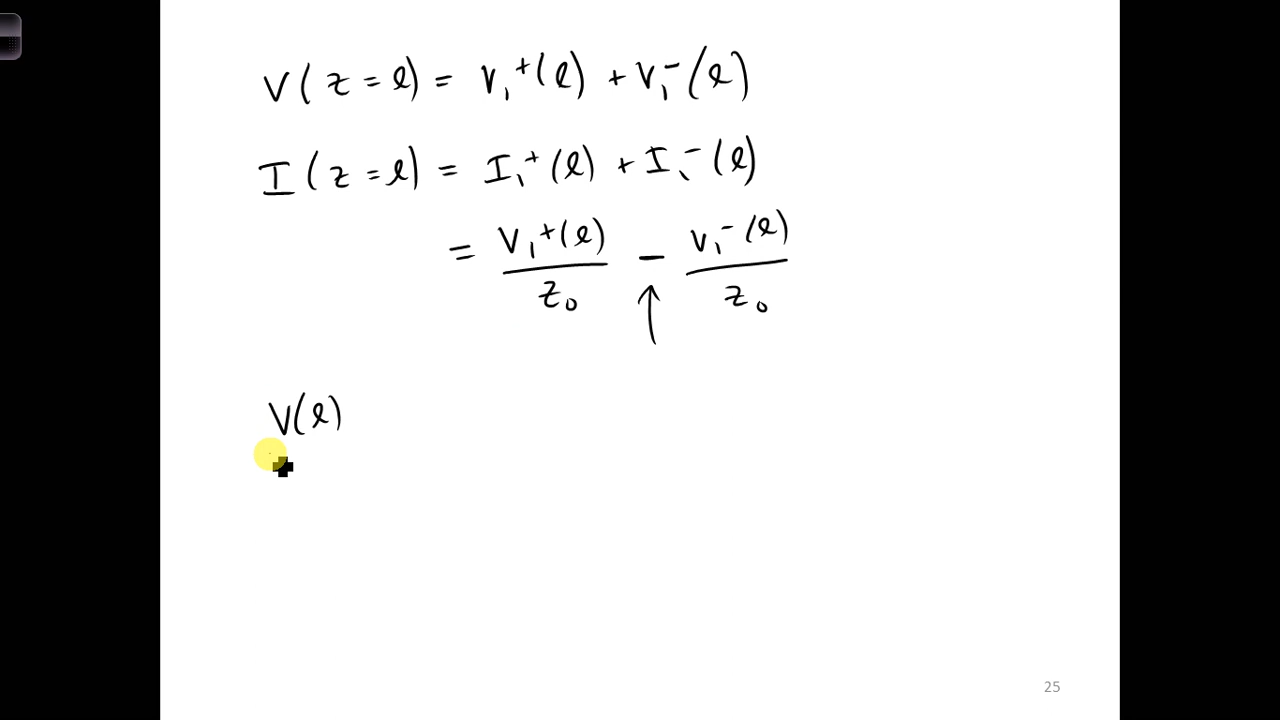 V(z=l) = V₁⁺(l) + V₁⁻(l)
I(z=l) = I₁⁺(l) + I₁⁻(l)
= V₁⁺(l)/Z₀ − V₁⁻(l)/Z₀
↑
V(l)
25